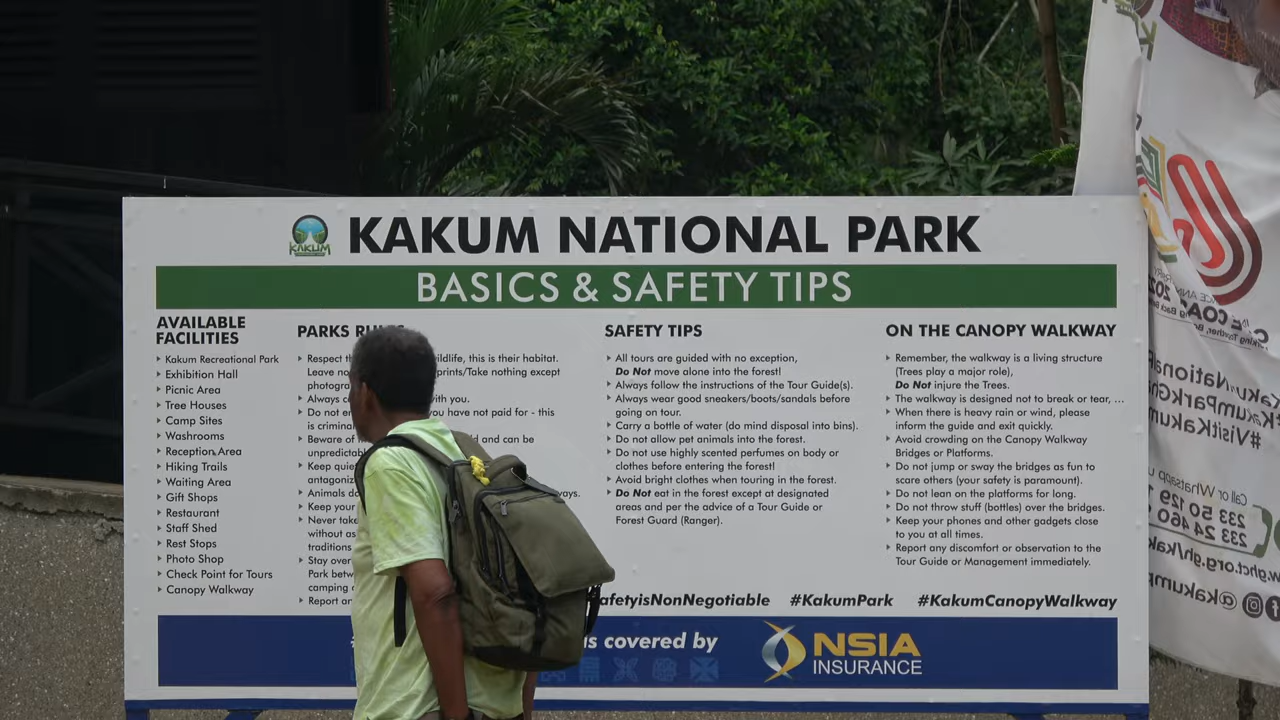 KAKUM
KAKUM NATIONAL PARK
BASICS & SAFETY TIPS
AVAILABLE
FACILITIES
Kakum Recreational Park
Exhibition Hall
Picnic Area
Tree Houses
Camp Sites
Washrooms
Reception Area
Hiking Trails
Waiting Area
Gift Shops
Restaurant
Staff Shed
Rest Stops
Photo Shop
Check Point for Tours
Canopy Walkway
PARKS RULES
Respect wildlife, this is their habitat.
Leave prints/Take nothing except
Always with you.
Do not you have not paid for - this
is
Beware and can be
Keep
Animals
Keep your
Never take
without
traditions
Stay over
Park
camping
Report
SAFETY TIPS
All tours are guided with no exception,
Do Not move alone into the forest!
Always follow the instructions of the Tour Guide(s).
Always wear good sneakers/boots/sandals before
going on tour.
Carry a bottle of water (do mind disposal into bins).
Do not allow pet animals into the forest.
Do not use highly scented perfumes on body or
clothes before entering the forest!
Avoid bright clothes when touring in the forest.
Do Not eat in the forest except at designated
areas and per the advice of a Tour Guide or
Forest Guard (Ranger).
ON THE CANOPY WALKWAY
Remember, the walkway is a living structure
(Trees play a major role),
Do Not injure the Trees.
The walkway is designed not to break or tear, ...
When there is heavy rain or wind, please
inform the guide and exit quickly.
Avoid crowding on the Canopy Walkway
Bridges or Platforms.
Do not jump or sway the bridges as fun to
scare others (your safety is paramount).
Do not lean on the platforms for long.
Do not throw stuff (bottles) over the bridges.
Keep your phones and other gadgets close
to you at all times.
Report any discomfort or observation to the
Tour Guide or Management immediately.
#SafetyisNonNegotiable #KakumPark #KakumCanopyWalkway
is covered by
NSIA
INSURANCE
#VisitKakum
Call or Whatsapp
233 50 129
233 24 460
@kakum